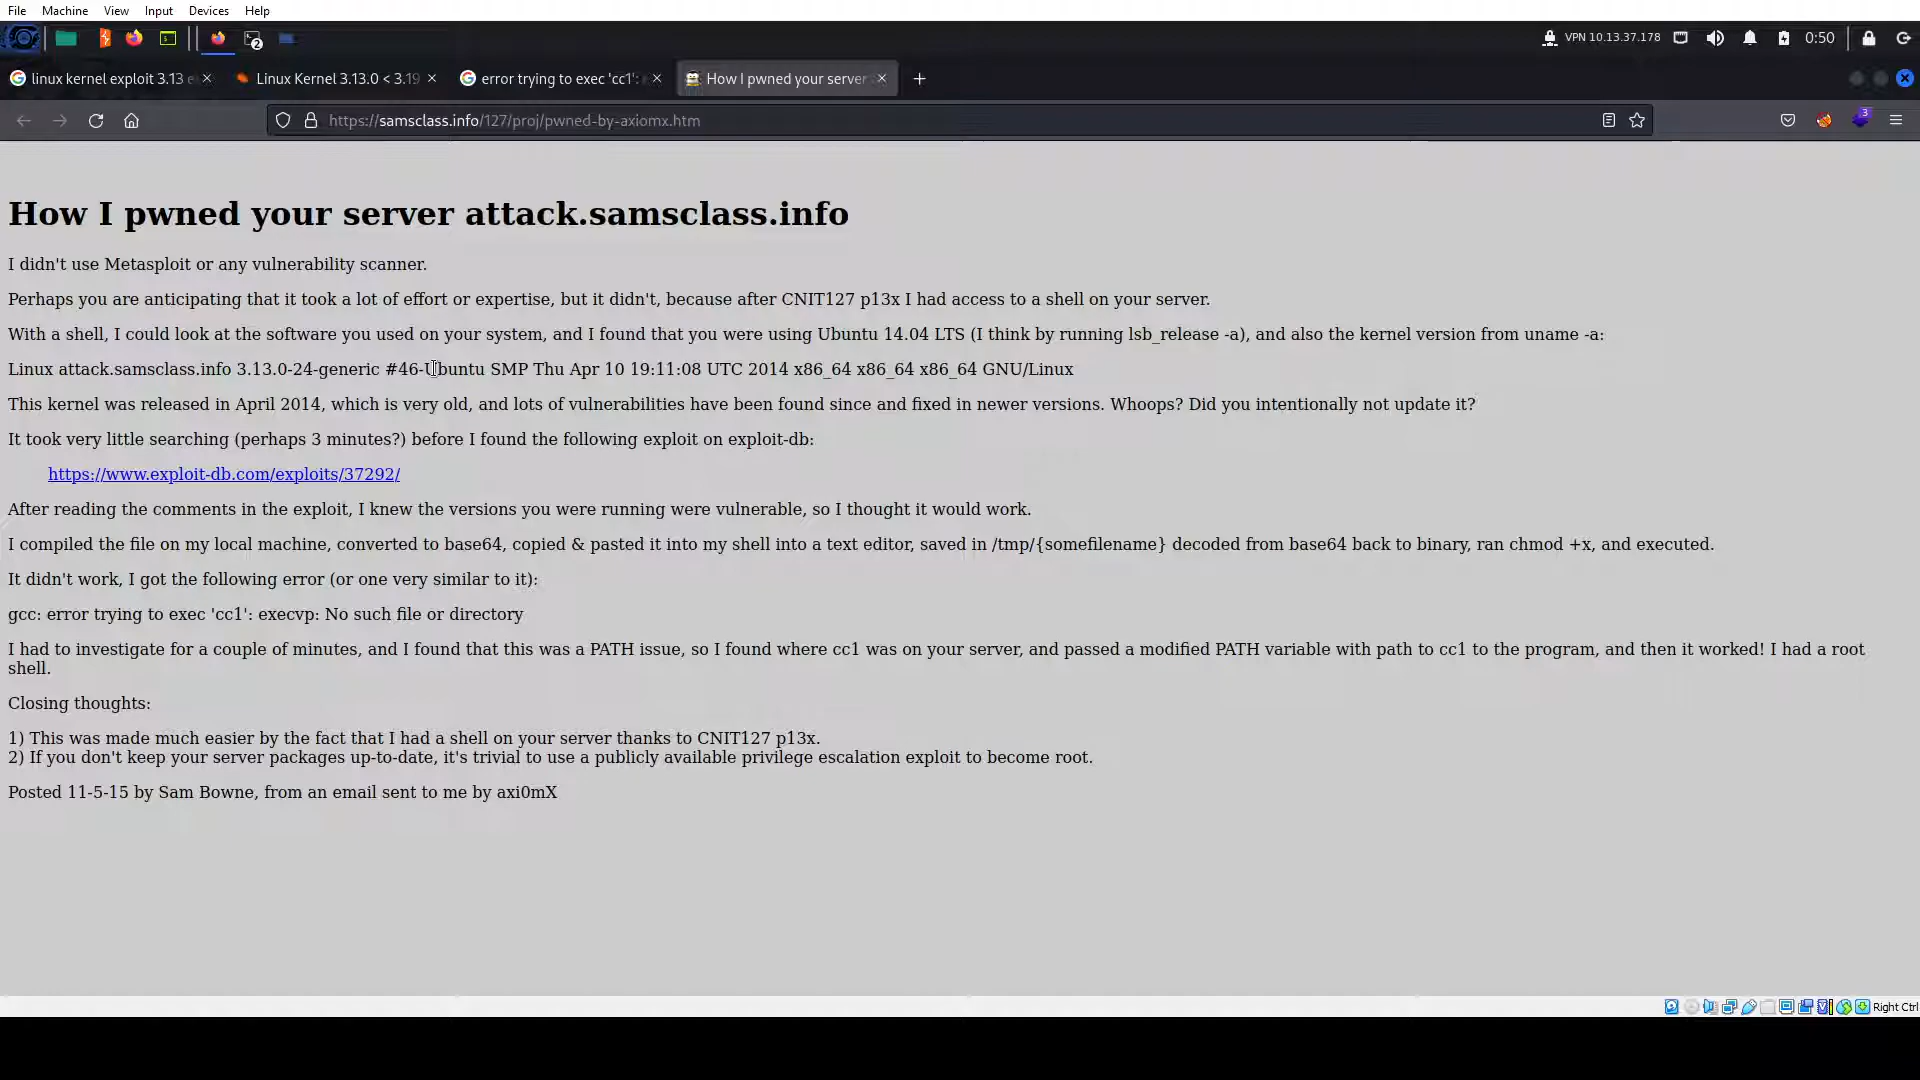 File Machine View Input Devices Help
2 VPN 10.13.37.178 0:50
linux kernel exploit 3.13 e Linux Kernel 3.13.0 < 3.19 error trying to exec 'cc1': How I pwned your server
https://samsclass.info/127/proj/pwned-by-axiomx.htm 3
How I pwned your server attack.samsclass.info
I didn't use Metasploit or any vulnerability scanner.
Perhaps you are anticipating that it took a lot of effort or expertise, but it didn't, because after CNIT127 p13x I had access to a shell on your server.
With a shell, I could look at the software you used on your system, and I found that you were using Ubuntu 14.04 LTS (I think by running lsb_release -a), and also the kernel version from uname -a:
Linux attack.samsclass.info 3.13.0-24-generic #46-Ubuntu SMP Thu Apr 10 19:11:08 UTC 2014 x86_64 x86_64 x86_64 GNU/Linux
This kernel was released in April 2014, which is very old, and lots of vulnerabilities have been found since and fixed in newer versions. Whoops? Did you intentionally not update it?
It took very little searching (perhaps 3 minutes?) before I found the following exploit on exploit-db:
https://www.exploit-db.com/exploits/37292/
After reading the comments in the exploit, I knew the versions you were running were vulnerable, so I thought it would work.
I compiled the file on my local machine, converted to base64, copied & pasted it into my shell into a text editor, saved in /tmp/{somefilename} decoded from base64 back to binary, ran chmod +x, and executed.
It didn't work, I got the following error (or one very similar to it):
gcc: error trying to exec 'cc1': execvp: No such file or directory
I had to investigate for a couple of minutes, and I found that this was a PATH issue, so I found where cc1 was on your server, and passed a modified PATH variable with path to cc1 to the program, and then it worked! I had a root
shell.
Closing thoughts:
1) This was made much easier by the fact that I had a shell on your server thanks to CNIT127 p13x.
2) If you don't keep your server packages up-to-date, it's trivial to use a publicly available privilege escalation exploit to become root.
Posted 11-5-15 by Sam Bowne, from an email sent to me by axi0mX
Right Ctrl